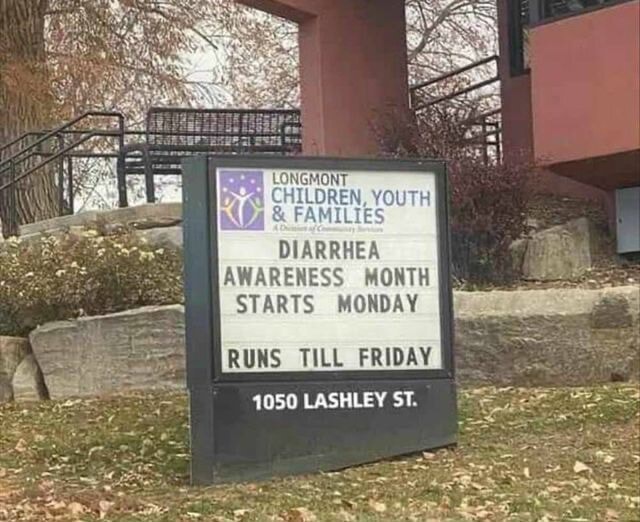 LONGMONT
CHILDREN, YOUTH
& FAMILIES
A Division of Community Services
DIARRHEA
AWARENESS MONTH
STARTS MONDAY
RUNS TILL FRIDAY
1050 LASHLEY ST.